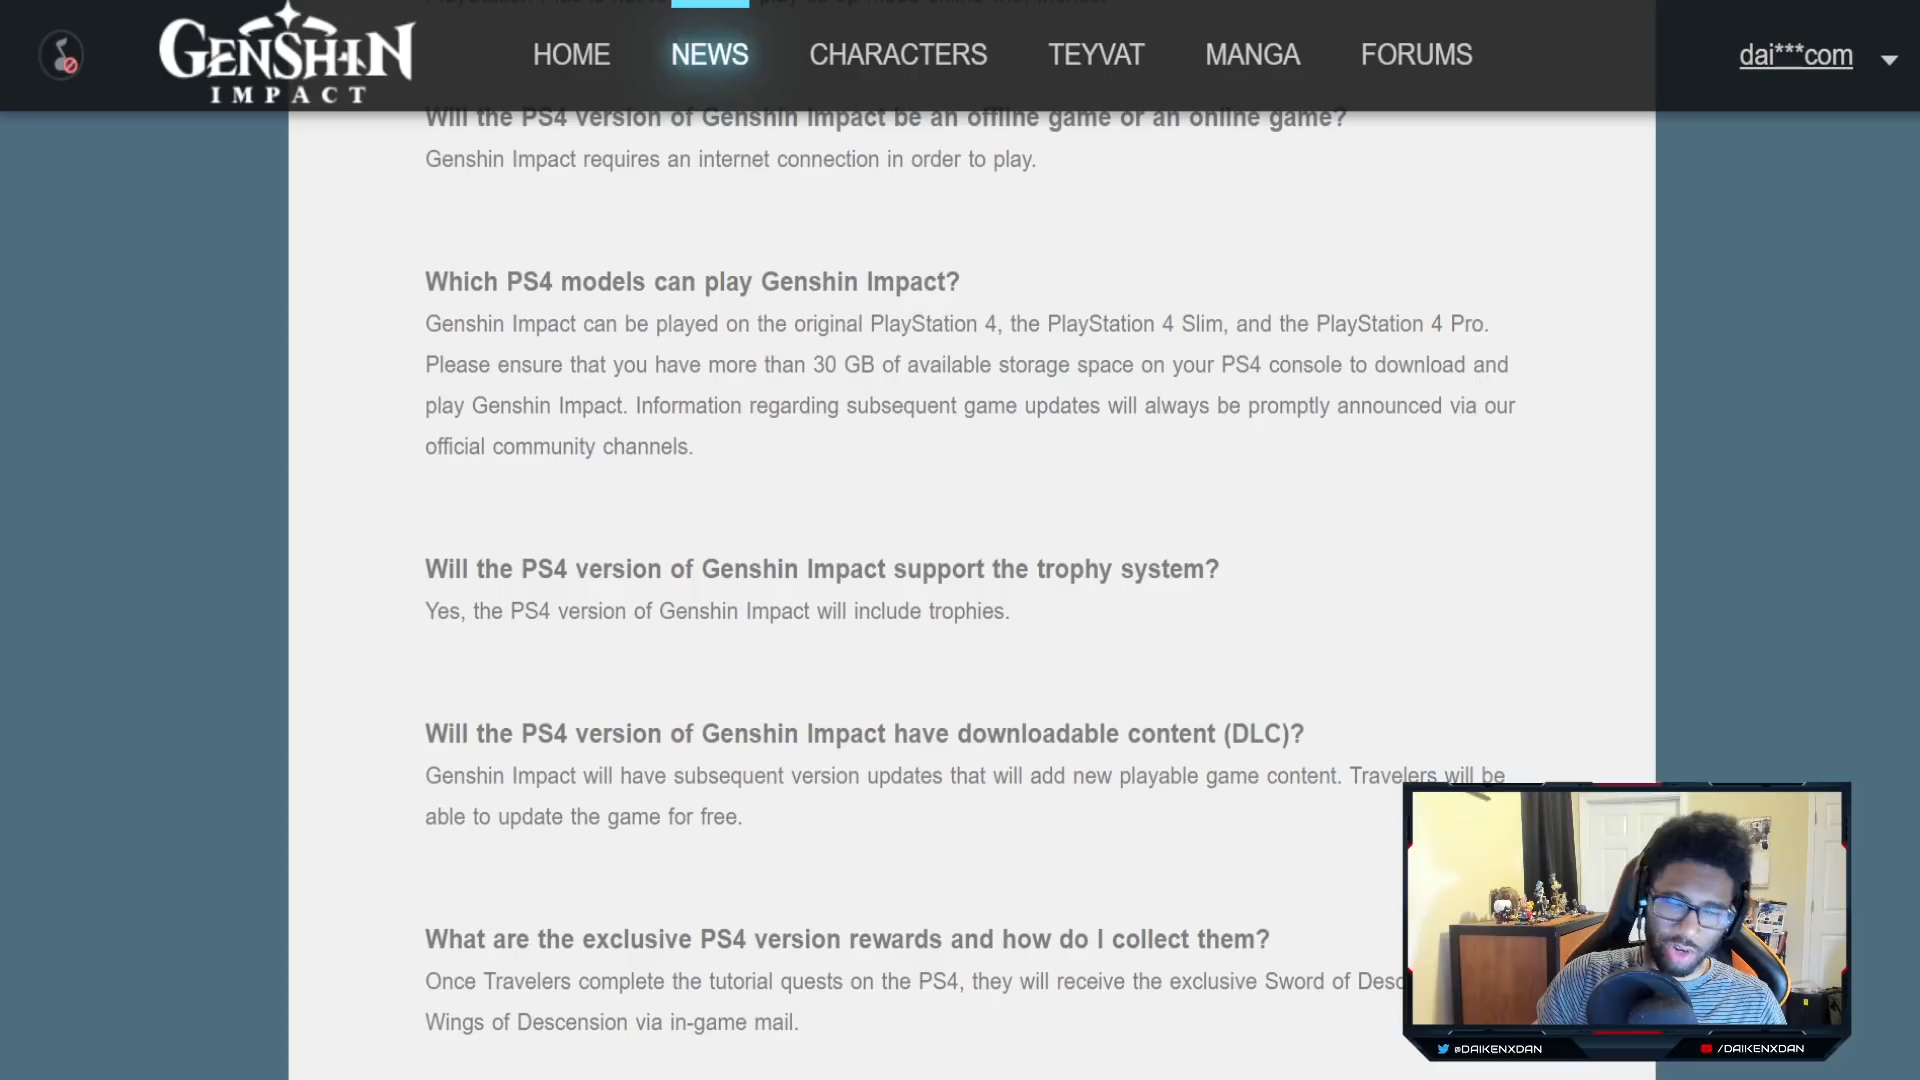 GENSHIN
IMPACT
HOME NEWS CHARACTERS TEYVAT MANGA FORUMS
dai***com
Will the PS4 version of Genshin Impact be an offline game or an online game?
Genshin Impact requires an internet connection in order to play.
Which PS4 models can play Genshin Impact?
Genshin Impact can be played on the original PlayStation 4, the PlayStation 4 Slim, and the PlayStation 4 Pro.
Please ensure that you have more than 30 GB of available storage space on your PS4 console to download and
play Genshin Impact. Information regarding subsequent game updates will always be promptly announced via our
official community channels.
Will the PS4 version of Genshin Impact support the trophy system?
Yes, the PS4 version of Genshin Impact will include trophies.
Will the PS4 version of Genshin Impact have downloadable content (DLC)?
Genshin Impact will have subsequent version updates that will add new playable game content. Travelers will be
able to update the game for free.
What are the exclusive PS4 version rewards and how do I collect them?
Once Travelers complete the tutorial quests on the PS4, they will receive the exclusive Sword of Desc
Wings of Descension via in-game mail.
@DAIKENXDAN
/DAIKENXDAN